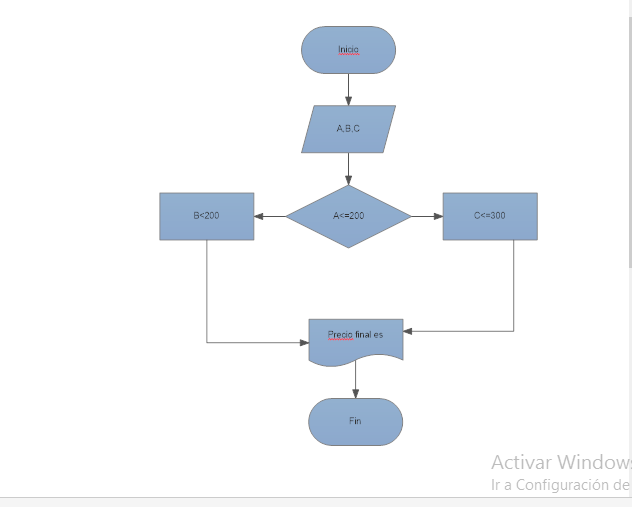 Inicio
A,B,C
B<200
A<=200
C<=300
Precio final es
Fin
Activar Windows
Ir a Configuración de